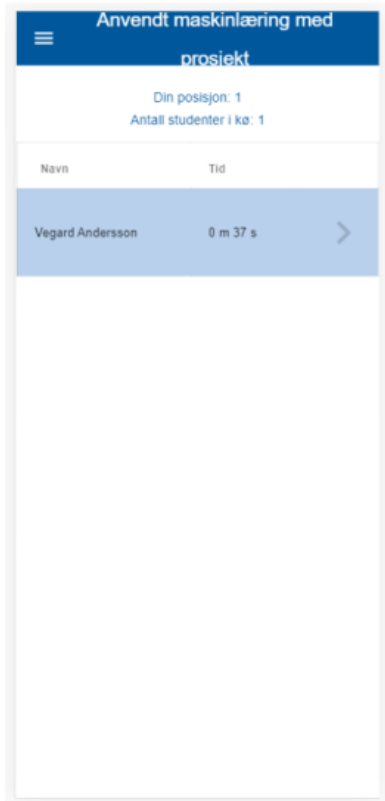 Anvendt maskinlæring med
prosjekt
Din posisjon: 1
Antall studenter i kø: 1
Navn Tid
Vegard Andersson 0 m 37 s